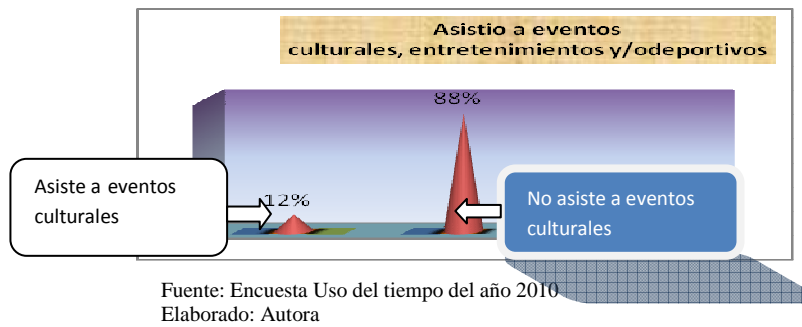 Asistio a eventos
culturales, entretenimientos y/odeportivos
88%
12%
Asiste a eventos
culturales
No asiste a eventos
culturales
Fuente: Encuesta Uso del tiempo del año 2010
Elaborado: Autora